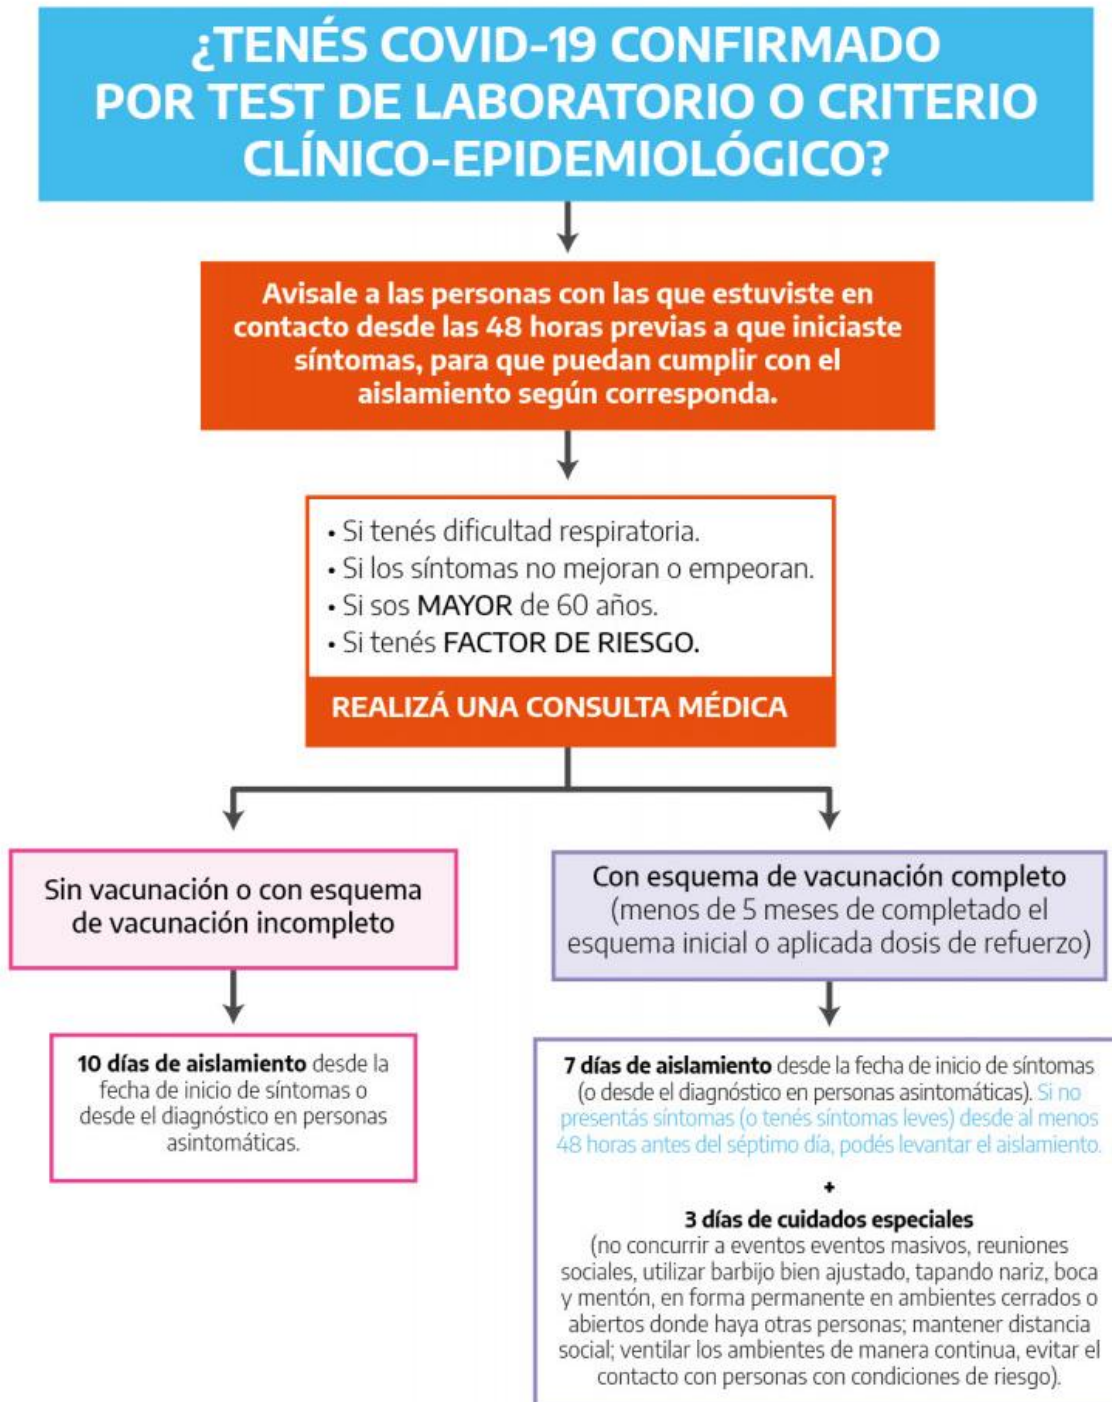 ¿TENÉS COVID-19 CONFIRMADO
POR TEST DE LABORATORIO O CRITERIO
CLÍNICO-EPIDEMIOLÓGICO?
Avisale a las personas con las que estuviste en
contacto desde las 48 horas previas a que iniciaste
síntomas, para que puedan cumplir con el
aislamiento según corresponda.
• Si tenés dificultad respiratoria.
• Si los síntomas no mejoran o empeoran.
• Si sos MAYOR de 60 años.
• Si tenés FACTOR DE RIESGO.
REALIZÁ UNA CONSULTA MÉDICA
Sin vacunación o con esquema
de vacunación incompleto
10 días de aislamiento desde la
fecha de inicio de síntomas o
desde el diagnóstico en personas
asintomáticas.
Con esquema de vacunación completo
(menos de 5 meses de completado el
esquema inicial o aplicada dosis de refuerzo)
7 días de aislamiento desde la fecha de inicio de síntomas
(o desde el diagnóstico en personas asintomáticas). Si no
presentás síntomas (o tenés síntomas leves) desde al menos
48 horas antes del séptimo día, podés levantar el aislamiento.
+
3 días de cuidados especiales
(no concurrir a eventos eventos masivos, reuniones
sociales, utilizar barbijo bien ajustado, tapando nariz, boca
y mentón, en forma permanente en ambientes cerrados o
abiertos donde haya otras personas; mantener distancia
social; ventilar los ambientes de manera continua, evitar el
contacto con personas con condiciones de riesgo).